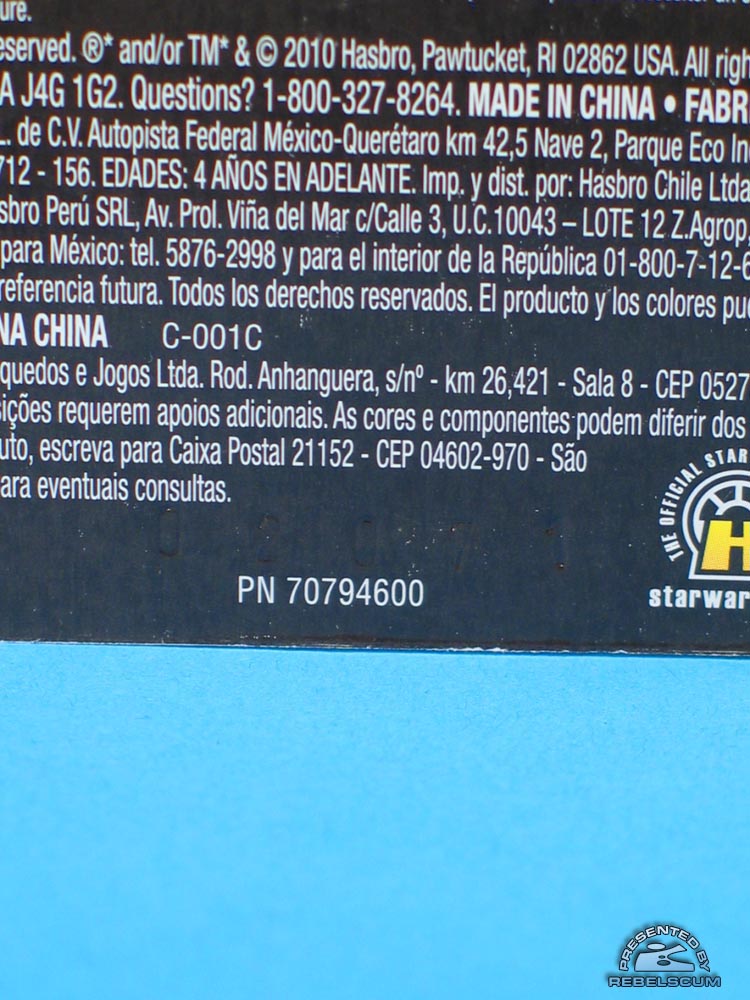 ure.
eserved. ®* and/or TM* & © 2010 Hasbro, Pawtucket, RI 02862 USA. All righ
A J4G 1G2. Questions? 1-800-327-8264. MADE IN CHINA • FABR
L. de C.V. Autopista Federal México-Querétaro km 42,5 Nave 2, Parque Eco In
712 - 156. EDADES: 4 AÑOS EN ADELANTE. Imp. y dist. por: Hasbro Chile Ltda
sbro Perú SRL, Av. Prol. Viña del Mar c/Calle 3, U.C.10043 – LOTE 12 Z.Agrop.
para México: tel. 5876-2998 y para el interior de la República 01-800-7-12-6
referencia futura. Todos los derechos reservados. El producto y los colores pu
NA CHINA C-001C
quedos e Jogos Ltda. Rod. Anhanguera, s/nº - km 26,421 - Sala 8 - CEP 0527
sições requerem apoios adicionais. As cores e componentes podem diferir dos
uto, escreva para Caixa Postal 21152 - CEP 04602-970 - São
ara eventuais consultas.
THE OFFICIAL STAR
H
starwar
PN 70794600
PRESENTED BY
REBELSCUM